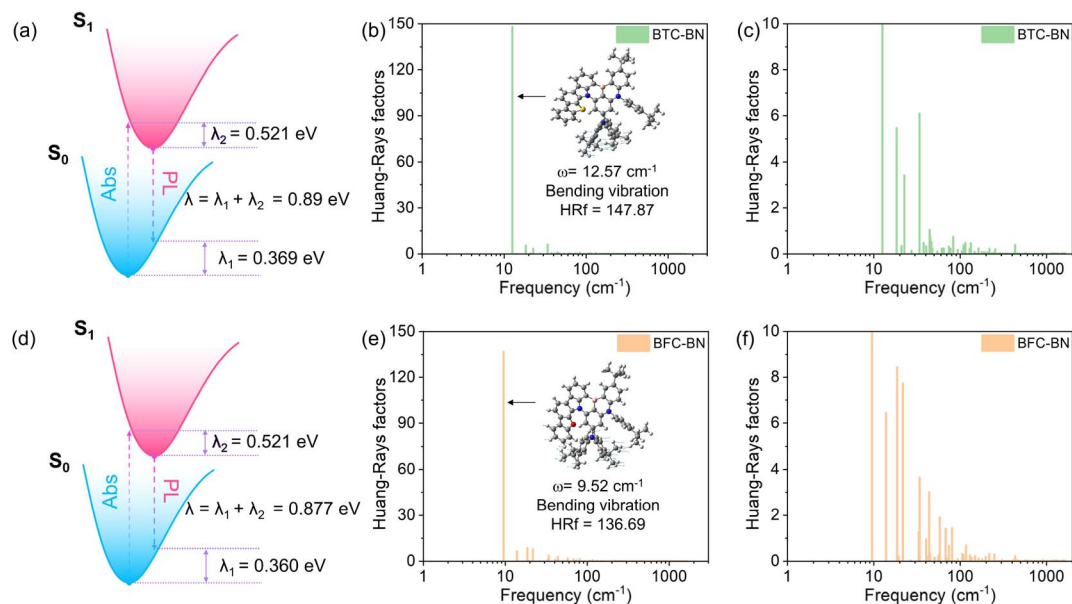 (a)
S1
λ2 = 0.521 eV
S0
Abs
PL
λ = λ1 + λ2 = 0.89 eV
λ1 = 0.369 eV
(b)
Huang-Rays factors
150
120
90
60
30
0
BTC-BN
ω= 12.57 cm-1
Bending vibration
HRf = 147.87
1 10 100 1000
Frequency (cm-1)
(c)
Huang-Rays factors
10
8
6
4
2
0
BTC-BN
1 10 100 1000
Frequency (cm-1)
(d)
S1
λ2 = 0.521 eV
S0
Abs
PL
λ = λ1 + λ2 = 0.877 eV
λ1 = 0.360 eV
(e)
Huang-Rays factors
150
120
90
60
30
0
BFC-BN
ω= 9.52 cm-1
Bending vibration
HRf = 136.69
1 10 100 1000
Frequency (cm-1)
(f)
Huang-Rays factors
10
8
6
4
2
0
BFC-BN
1 10 100 1000
Frequency (cm-1)